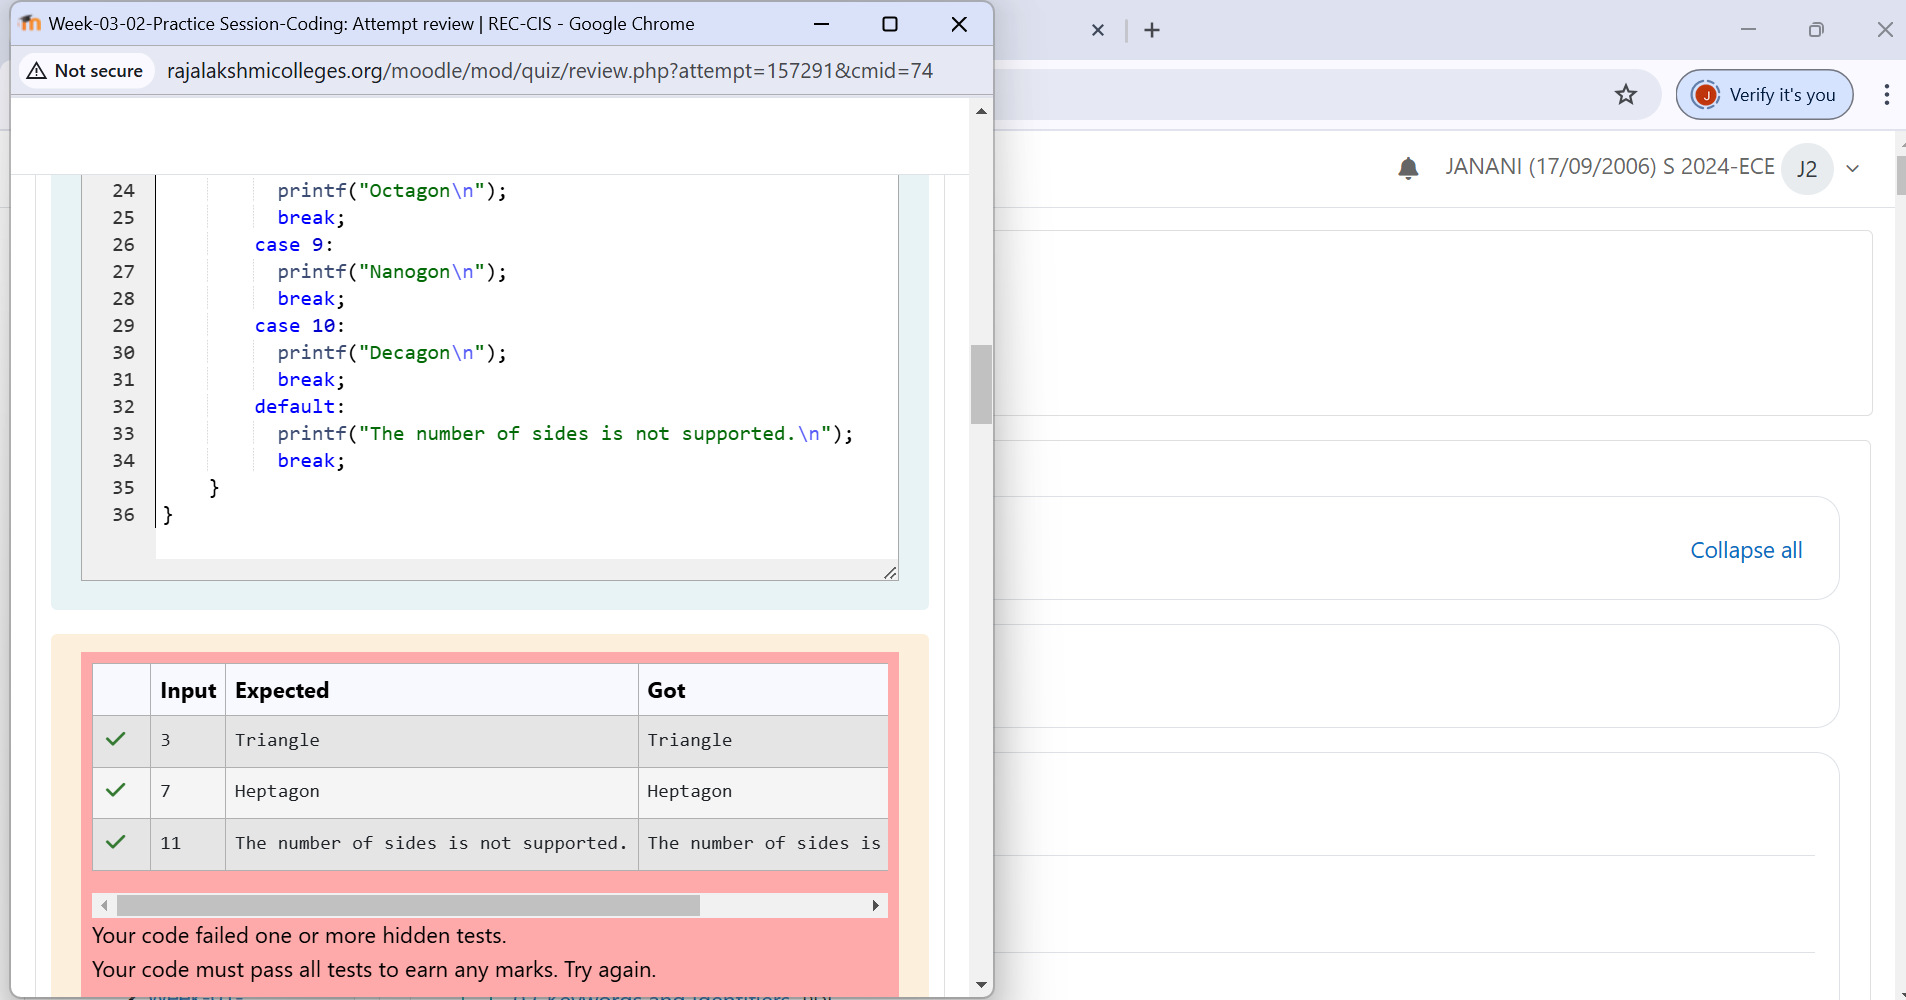 Week-03-02-Practice Session-Coding: Attempt review | REC-CIS - Google Chrome
Not secure
rajalakshmicolleges.org/moodle/mod/quiz/review.php?attempt=157291&cmid=74
J
Verify it's you
JANANI (17/09/2006) S 2024-ECE
J2
24 printf("Octagon\n");
25 break;
26 case 9:
27 printf("Nanogon\n");
28 break;
29 case 10:
30 printf("Decagon\n");
31 break;
32 default:
33 printf("The number of sides is not supported.\n");
34 break;
35 }
36 }
Collapse all
Input Expected Got
3 Triangle Triangle
7 Heptagon Heptagon
11 The number of sides is not supported. The number of sides is
Your code failed one or more hidden tests.
Your code must pass all tests to earn any marks. Try again.